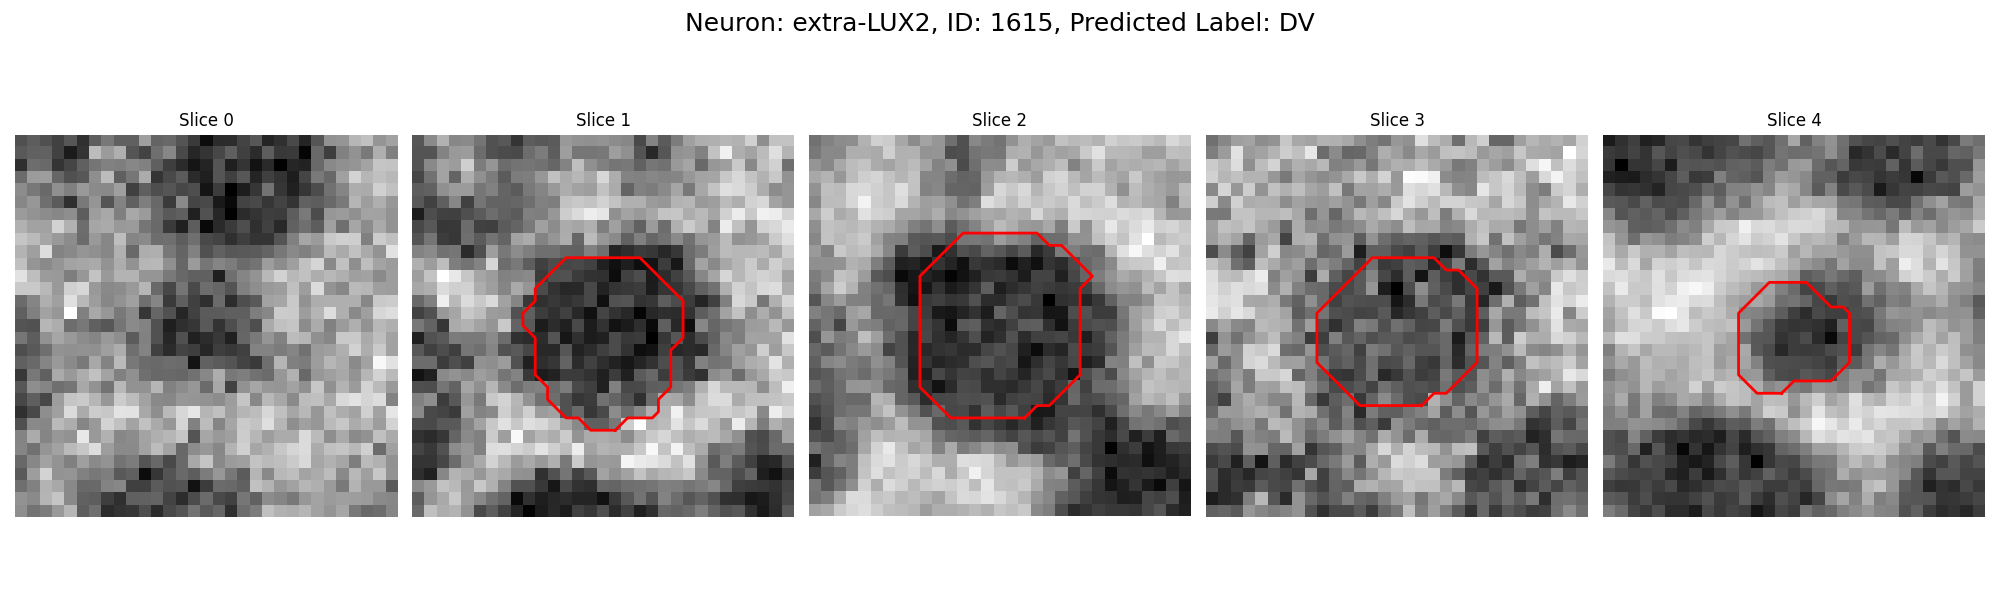 Neuron: extra-LUX2, ID: 1615, Predicted Label: DV
Slice 0
Slice 1
Slice 2
Slice 3
Slice 4